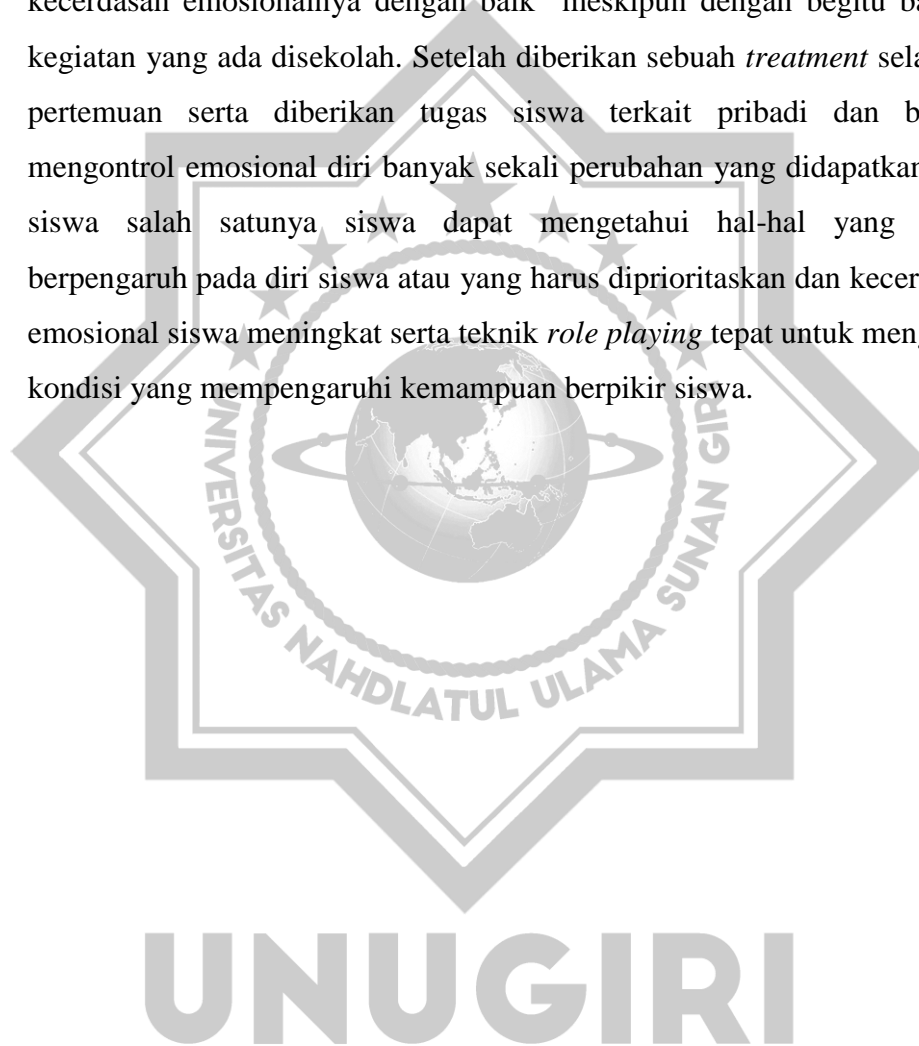 kecerdasan emosionalnya dengan baik meskipun dengan begitu
kegiatan yang ada disekolah. Setelah diberikan sebuah treatment
pertemuan serta diberikan tugas siswa terkait pribadi dan
mengontrol emosional diri banyak sekali perubahan yang didapatkan
siswa salah satunya siswa dapat mengetahui hal-hal yang
berpengaruh pada diri siswa atau yang harus diprioritaskan dan
emosional siswa meningkat serta teknik role playing tepat untuk
kondisi yang mempengaruhi kemampuan berpikir siswa.
UNIVERSITAS NAHDLATUL ULAMA SUNAN GIRI
UNUGIRI